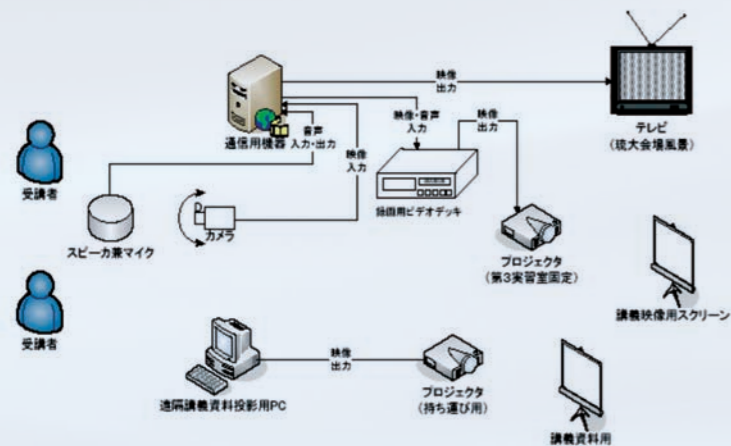 映像
出力
映像・音声
入力
映像
出力
テレビ
(琉大会場風景)
通信用機器
音声
入力・出力
映像
入力
受講者
録画用ビデオデッキ
スピーカ兼マイク
カメラ
プロジェクタ
(第3実習室固定)
講義映像用スクリーン
受講者
映像
出力
遠隔講義資料投影用PC
プロジェクタ
(持ち運び用)
講義資料用